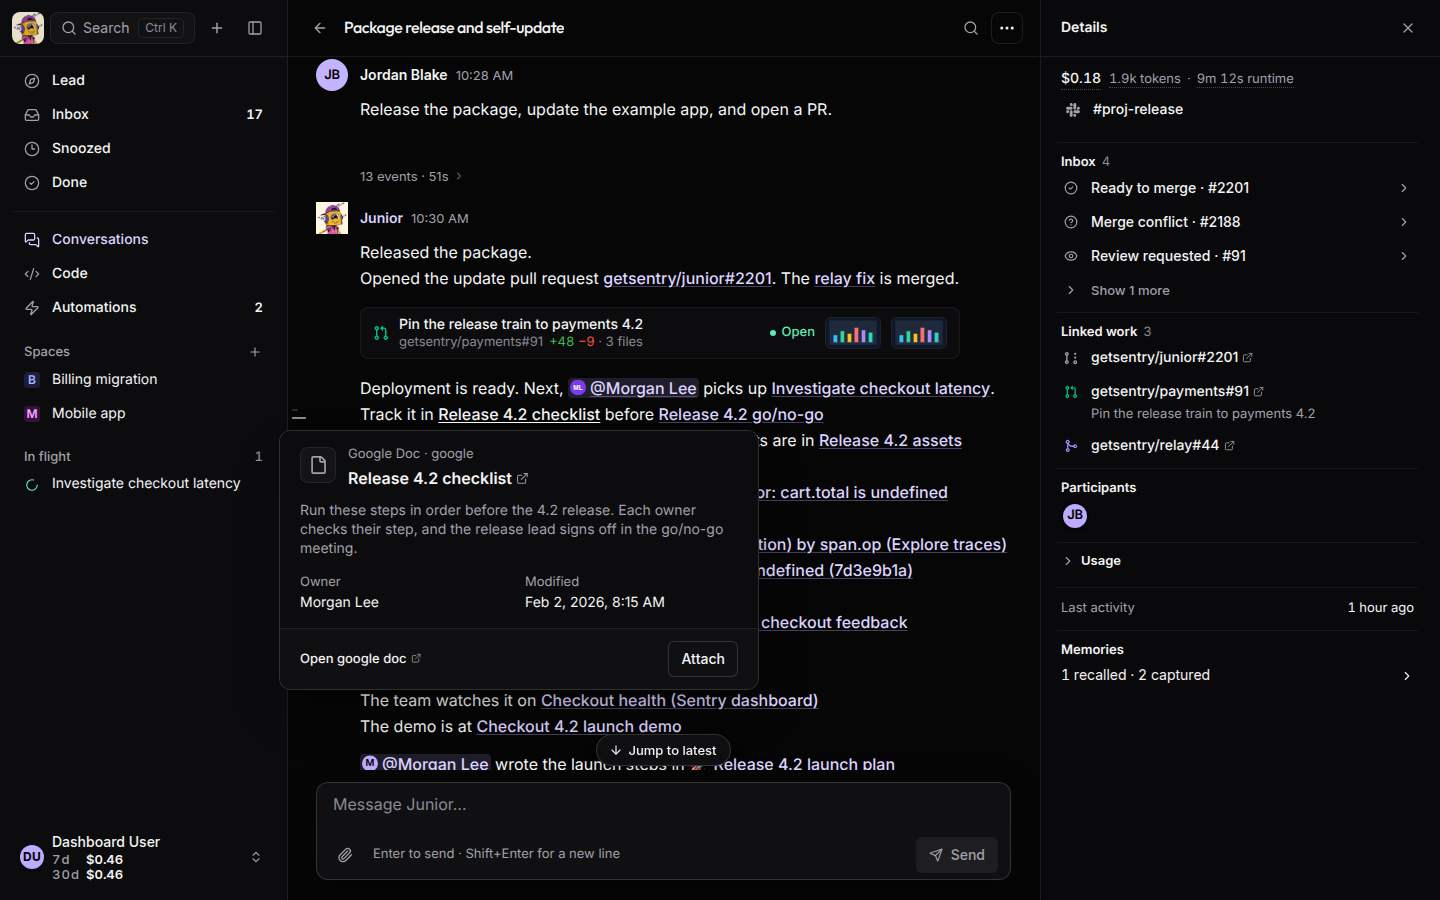 Search Ctrl K
Lead
Inbox 17
Snoozed
Done
Conversations
Code
Automations 2
Spaces
B Billing migration
M Mobile app
In flight 1
Investigate checkout latency
DU Dashboard User
7d $0.46
30d $0.46
Package release and self-update
JB Jordan Blake 10:28 AM
Release the package, update the example app, and open a PR.
13 events · 51s
Junior 10:30 AM
Released the package.
Opened the update pull request getsentry/junior#2201. The relay fix is merged.
Pin the release train to payments 4.2
getsentry/payments#91 +48 −9 · 3 files
Open
Deployment is ready. Next, ML @Morgan Lee picks up Investigate checkout latency.
Track it in Release 4.2 checklist before Release 4.2 go/no-go
s are in Release 4.2 assets
or: cart.total is undefined
tion) by span.op (Explore traces)
ndefined (7d3e9b1a)
checkout feedback
Google Doc · google
Release 4.2 checklist
Run these steps in order before the 4.2 release. Each owner
checks their step, and the release lead signs off in the go/no-go
meeting.
Owner Modified
Morgan Lee Feb 2, 2026, 8:15 AM
Open google doc Attach
The team watches it on Checkout health (Sentry dashboard)
The demo is at Checkout 4.2 launch demo
Jump to latest
M @Morgan Lee wrote the launch steps in Release 4.2 launch plan
Message Junior...
Enter to send · Shift+Enter for a new line
Send
Details
$0.18 1.9k tokens · 9m 12s runtime
#proj-release
Inbox 4
Ready to merge · #2201
Merge conflict · #2188
Review requested · #91
Show 1 more
Linked work 3
getsentry/junior#2201
getsentry/payments#91
Pin the release train to payments 4.2
getsentry/relay#44
Participants
JB
Usage
Last activity 1 hour ago
Memories
1 recalled · 2 captured